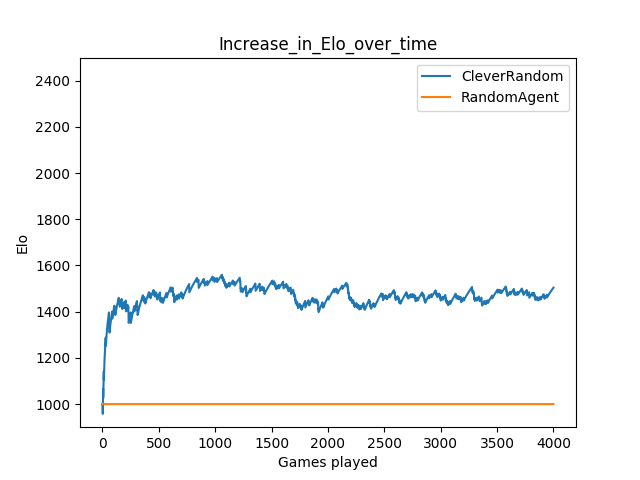 Increase_in_Elo_over_time
CleverRandom
RandomAgent
2400
2200
2000
1800
1600
1400
1200
1000
Elo
0 500 1000 1500 2000 2500 3000 3500 4000
Games played